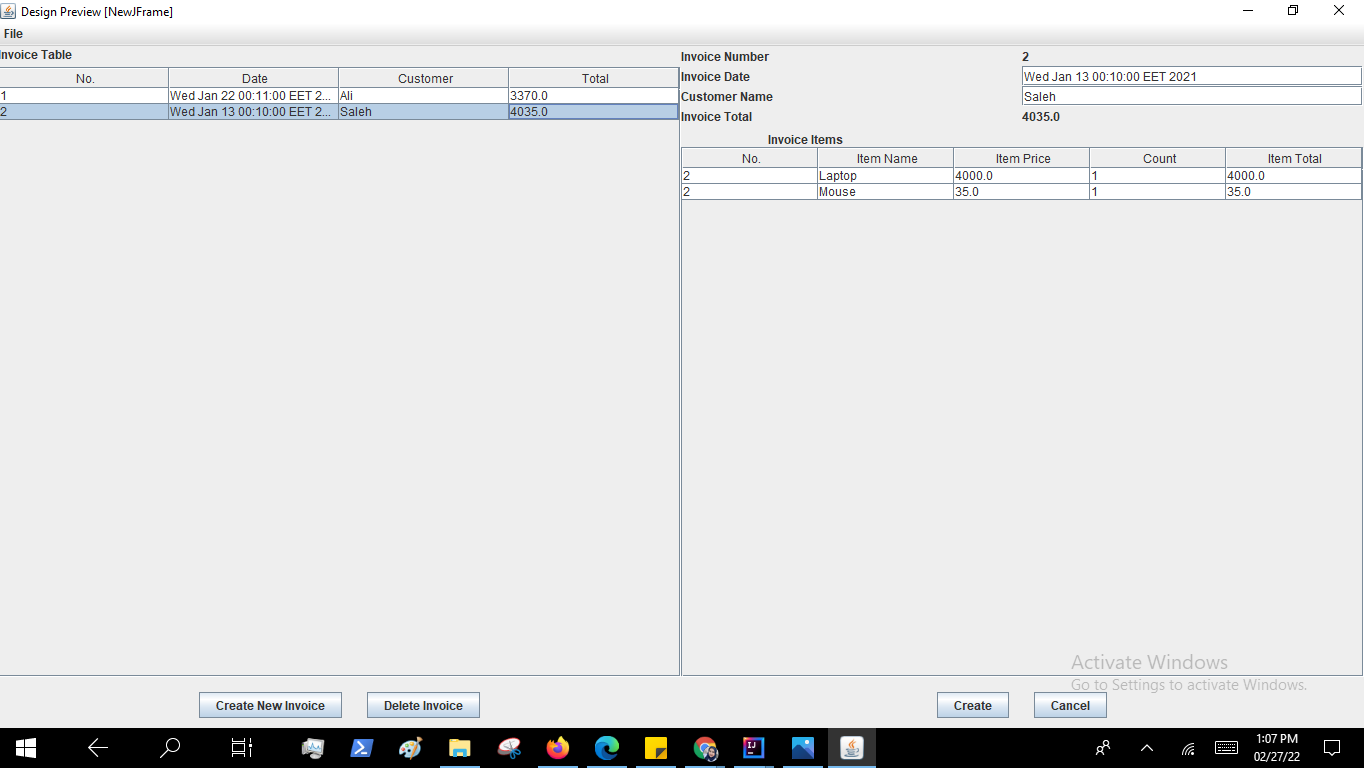 Design Preview [NewJFrame]
File
Invoice Table
No. Date Customer Total
1 Wed Jan 22 00:11:00 EET 2... Ali 3370.0
2 Wed Jan 13 00:10:00 EET 2... Saleh 4035.0
Invoice Number 2
Invoice Date Wed Jan 13 00:10:00 EET 2021
Customer Name Saleh
Invoice Total 4035.0
Invoice Items
No. Item Name Item Price Count Item Total
2 Laptop 4000.0 1 4000.0
2 Mouse 35.0 1 35.0
Activate Windows
Go to Settings to activate Windows.
Create New Invoice Delete Invoice Create Cancel
1:07 PM
02/27/22